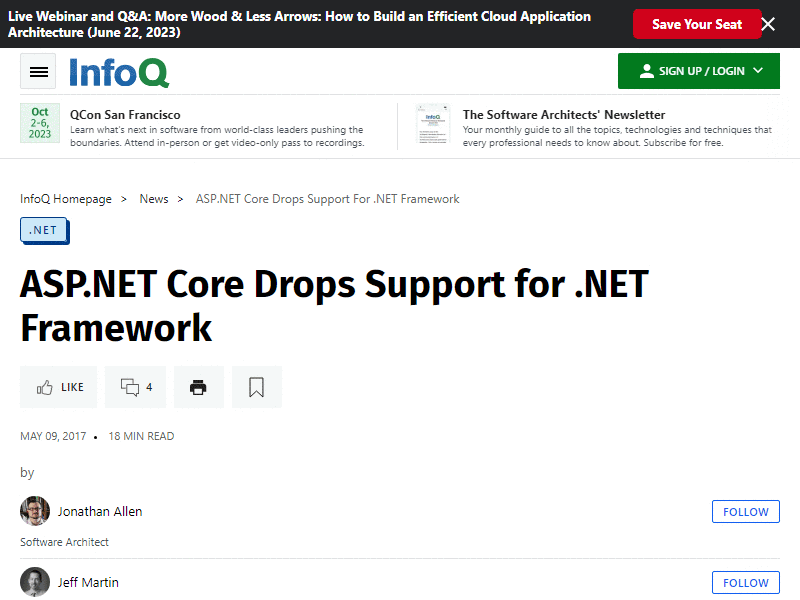 Live Webinar and Q&A: More Wood & Less Arrows: How to Build an Efficient Cloud Application
Architecture (June 22, 2023)
Save Your Seat
InfoQ
SIGN UP / LOGIN
Oct
2-6,
2023
QCon San Francisco
Learn what's next in software from world-class leaders pushing the
boundaries. Attend in-person or get video-only pass to recordings.
InfoQ
The Software Architects' Newsletter
Your monthly guide to all the topics, technologies and techniques that
every professional needs to know about. Subscribe for free.
InfoQ Homepage > News > ASP.NET Core Drops Support For .NET Framework
.NET
ASP.NET Core Drops Support for .NET
Framework
LIKE
4
MAY 09, 2017 • 18 MIN READ
by
Jonathan Allen
FOLLOW
Software Architect
Jeff Martin
FOLLOW